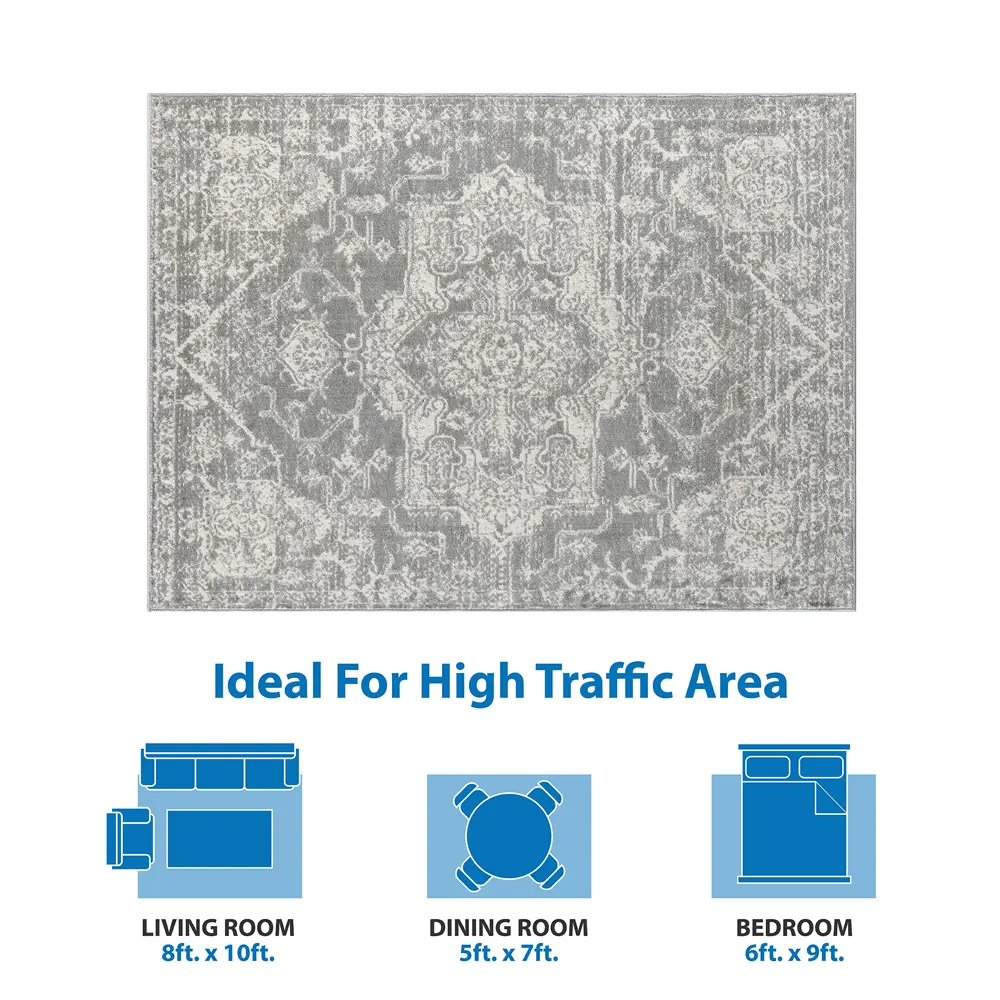 Ideal For High Traffic Area
LIVING ROOM
8ft. x 10ft.
DINING ROOM
5ft. x 7ft.
BEDROOM
6ft. x 9ft.